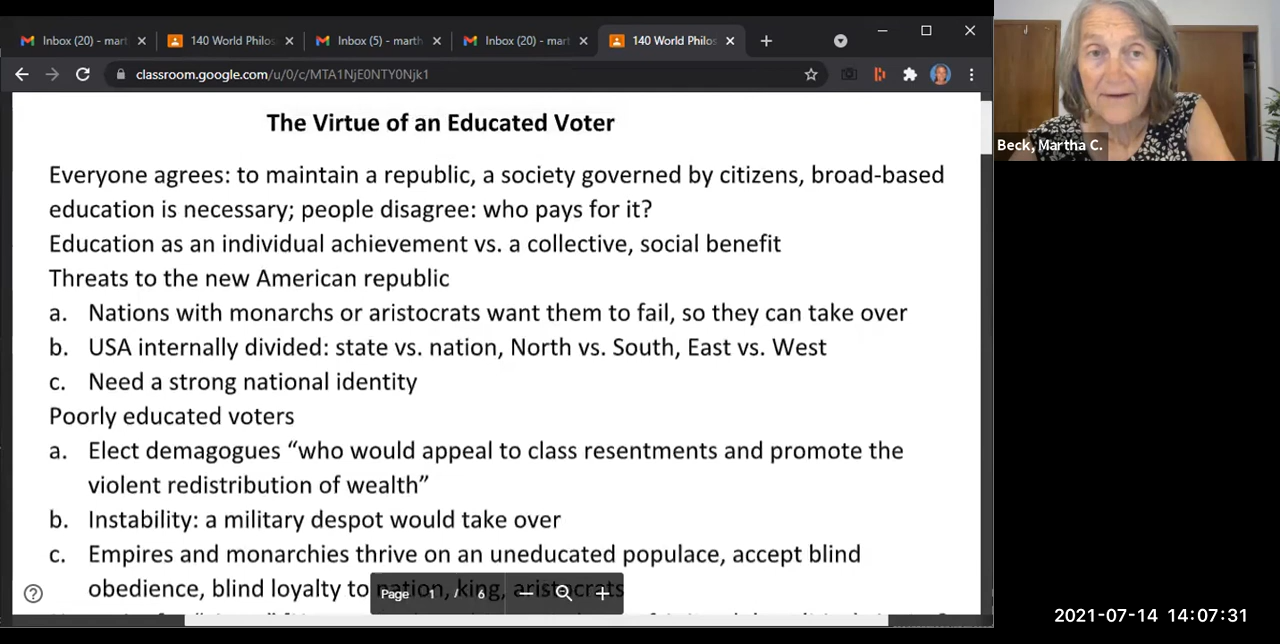 Inbox (20) - mart
140 World Philos
Inbox (5) - marth
Inbox (20) - mart
140 World Philos
classroom.google.com/u/0/c/MTA1NjE0NTY0Njk1
The Virtue of an Educated Voter
Everyone agrees: to maintain a republic, a society governed by citizens, broad-based
education is necessary; people disagree: who pays for it?
Education as an individual achievement vs. a collective, social benefit
Threats to the new American republic
a. Nations with monarchs or aristocrats want them to fail, so they can take over
b. USA internally divided: state vs. nation, North vs. South, East vs. West
c. Need a strong national identity
Poorly educated voters
a. Elect demagogues “who would appeal to class resentments and promote the
violent redistribution of wealth”
b. Instability: a military despot would take over
c. Empires and monarchies thrive on an uneducated populace, accept blind
obedience, blind loyalty to nation, king, aristocrats
Page 1 / 6
Beck, Martha C.
2021-07-14 14:07:31